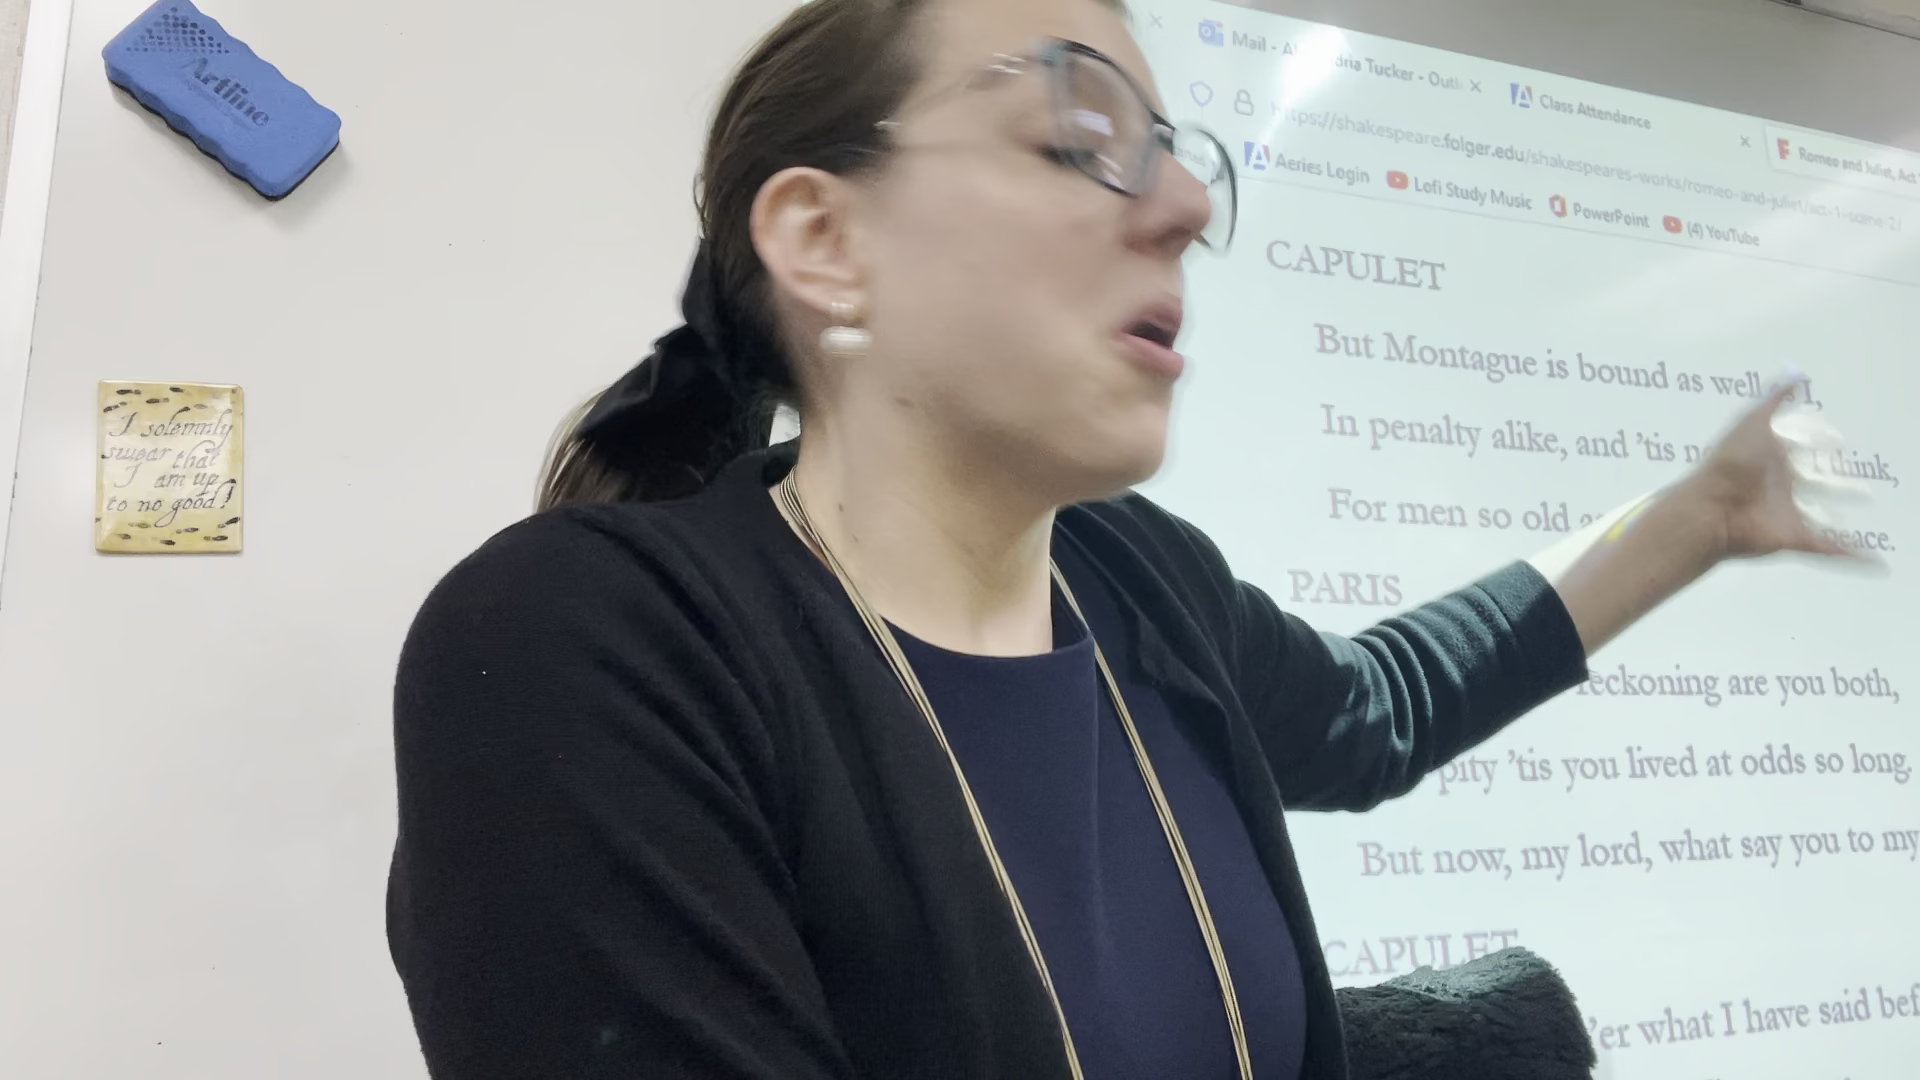 Artline
I solemnly
swear that
I am up
to no good!
Mail - Al dria Tucker - Outl
Class Attendance
Romeo and Juliet, Act
https://shakespeare.folger.edu/shakespeares-works/romeo-and-juliet/act-1-scene-2/
Aeries Login
Lofi Study Music
PowerPoint
(4) YouTube
CAPULET
But Montague is bound as well as I,
In penalty alike, and ’tis I think,
For men so old peace.
PARIS
reckoning are you both,
pity ’tis you lived at odds so long.
But now, my lord, what say you to my
CAPULET
’er what I have said bef